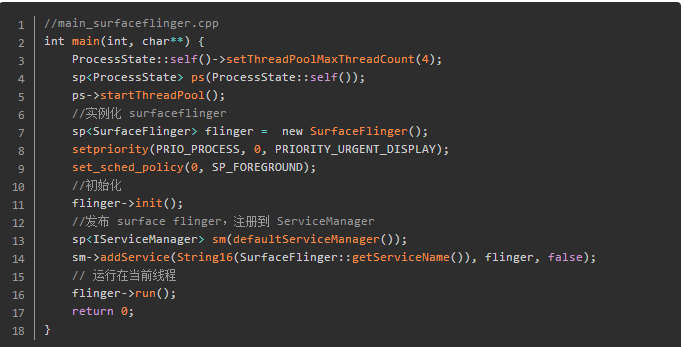 1 //main_surfaceflinger.cpp
2 int main(int, char**) {
3     ProcessState::self()->setThreadPoolMaxThreadCount(4);
4     sp<ProcessState> ps(ProcessState::self());
5     ps->startThreadPool();
6     //实例化 surfaceflinger
7     sp<SurfaceFlinger> flinger =  new SurfaceFlinger();
8     setpriority(PRIO_PROCESS, 0, PRIORITY_URGENT_DISPLAY);
9     set_sched_policy(0, SP_FOREGROUND);
10     //初始化
11     flinger->init();
12     //发布 surface flinger，注册到 ServiceManager
13     sp<IServiceManager> sm(defaultServiceManager());
14     sm->addService(String16(SurfaceFlinger::getServiceName()), flinger, false);
15     // 运行在当前线程
16     flinger->run();
17     return 0;
18 }